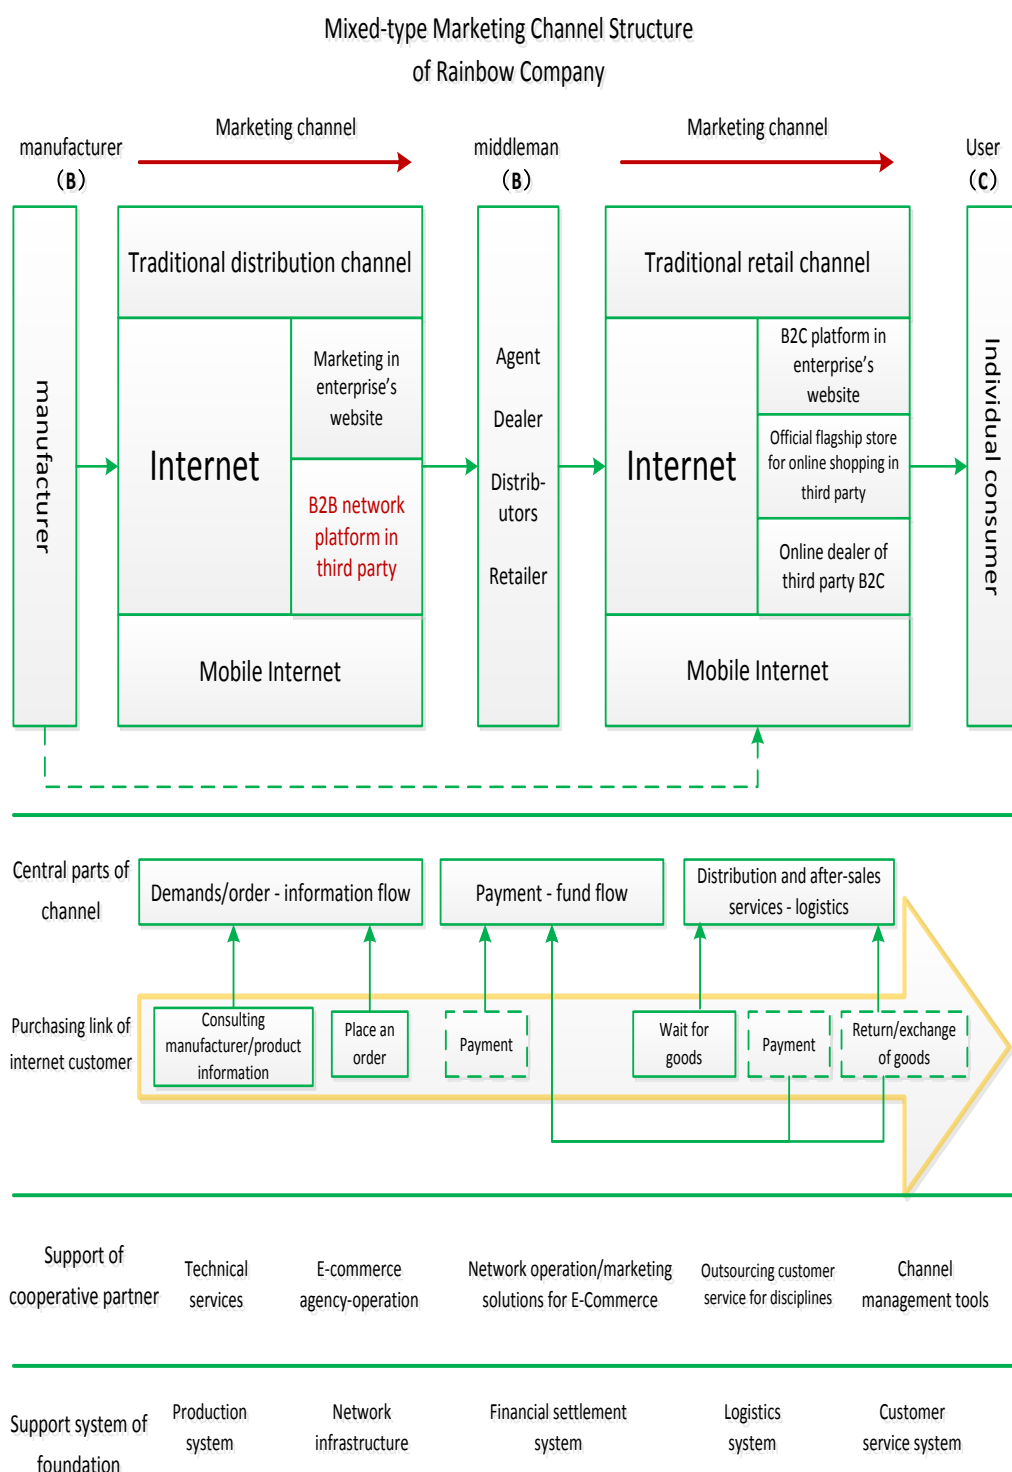 Mixed-type Marketing Channel Structure
of Rainbow Company
manufacturer
(B)
Marketing channel
middleman
(B)
Marketing channel
User
(C)
manufacturer
Traditional distribution channel
Internet
Marketing in
enterprise's
website
B2B network
platform in
third party
Mobile Internet
Agent
Dealer
Distrib-
utors
Retailer
Traditional retail channel
Internet
B2C platform in
enterprise's
website
Official flagship store
for online shopping in
third party
Online dealer of
third party B2C
Mobile Internet
Individual consumer
Central parts of
channel
Demands/order - information flow
Payment - fund flow
Distribution and after-sales
services - logistics
Purchasing link of
internet customer
Consulting
manufacturer/product
information
Place an
order
Payment
Wait for
goods
Payment
Return/exchange
of goods
Support of
cooperative partner
Technical
services
E-commerce
agency-operation
Network operation/marketing
solutions for E-Commerce
Outsourcing customer
service for disciplines
Channel
management tools
Support system of
foundation
Production
system
Network
infrastructure
Financial settlement
system
Logistics
system
Customer
service system